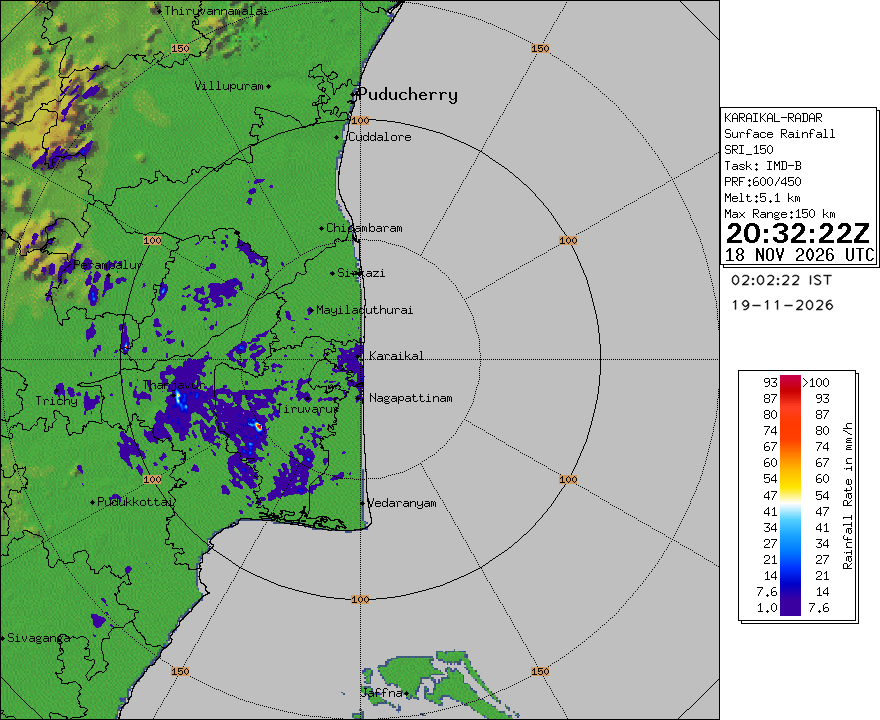 Thiruvannamalai
150
150
Villupuram
Puducherry
100
Cuddalore
KARAIKAL-RADAR
Surface Rainfall
SRI_150
Task: IMD-B
PRF:600/450
Melt:5.1 km
Max Range:150 km
20:32:22Z
18 NOV 2026 UTC
02:02:22 IST
19-11-2026
Chidambaram
100
100
Perambalur
Sirkazi
Mayiladuthurai
Karaikal
Thanjavur
Trichy
Nagapattinam
Tiruvarur
100
100
Pudukkottai
Vedaranyam
100
Sivaganga
150
150
Jaffna
93 >100
87 93
80 87
74 80
67 74
60 67
54 60
47 54
41 47
34 41
27 34
21 27
14 21
7.6 14
1.0 7.6
Rainfall Rate in mm/h